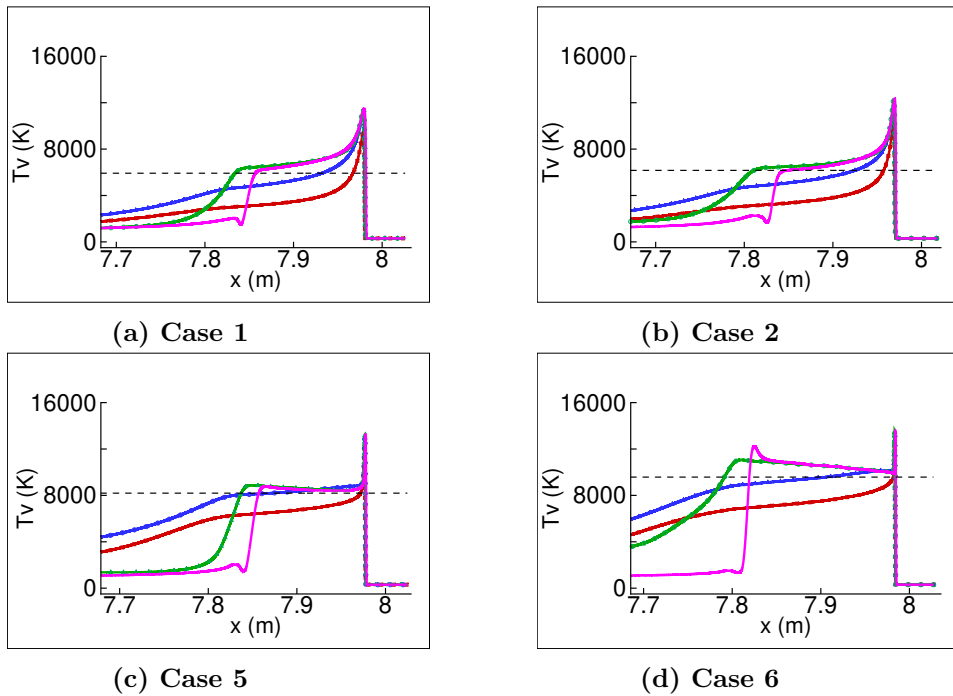 16000
8000
0
Tv (K)
7.7 7.8 7.9 8
x (m)
(a) Case 1
16000
8000
0
Tv (K)
7.7 7.8 7.9 8
x (m)
(b) Case 2
16000
8000
0
Tv (K)
7.7 7.8 7.9 8
x (m)
(c) Case 5
16000
8000
0
Tv (K)
7.7 7.8 7.9 8
x (m)
(d) Case 6